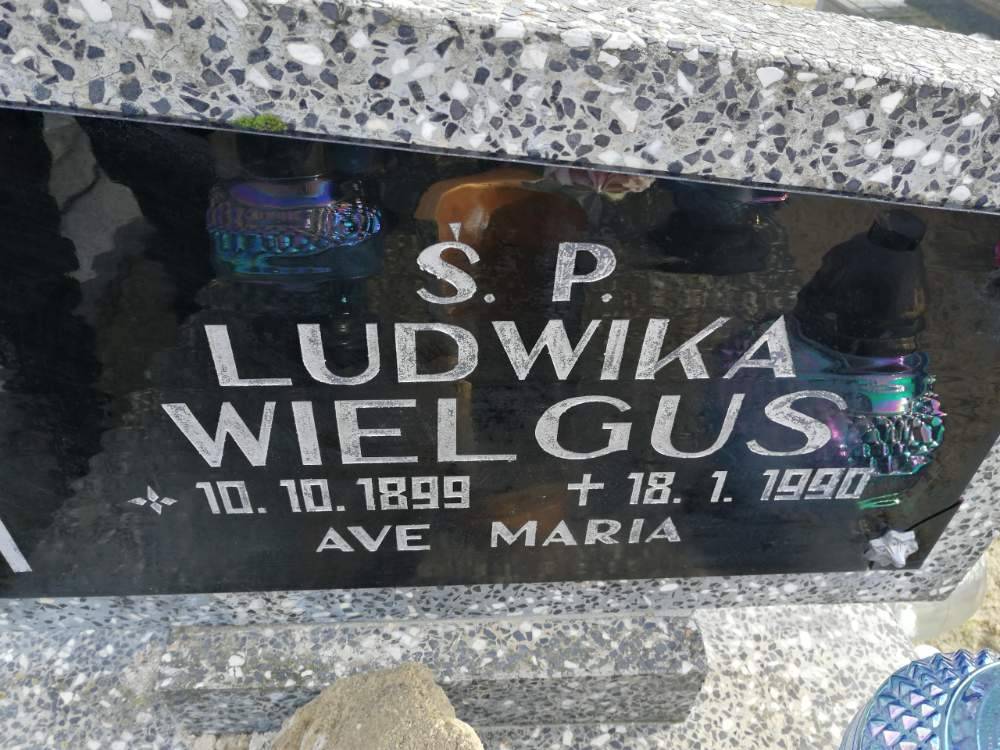 Ś. P.
LUDWIKA
WIELGUS
10. 10. 1899 + 18. 1. 1990
AVE MARIA